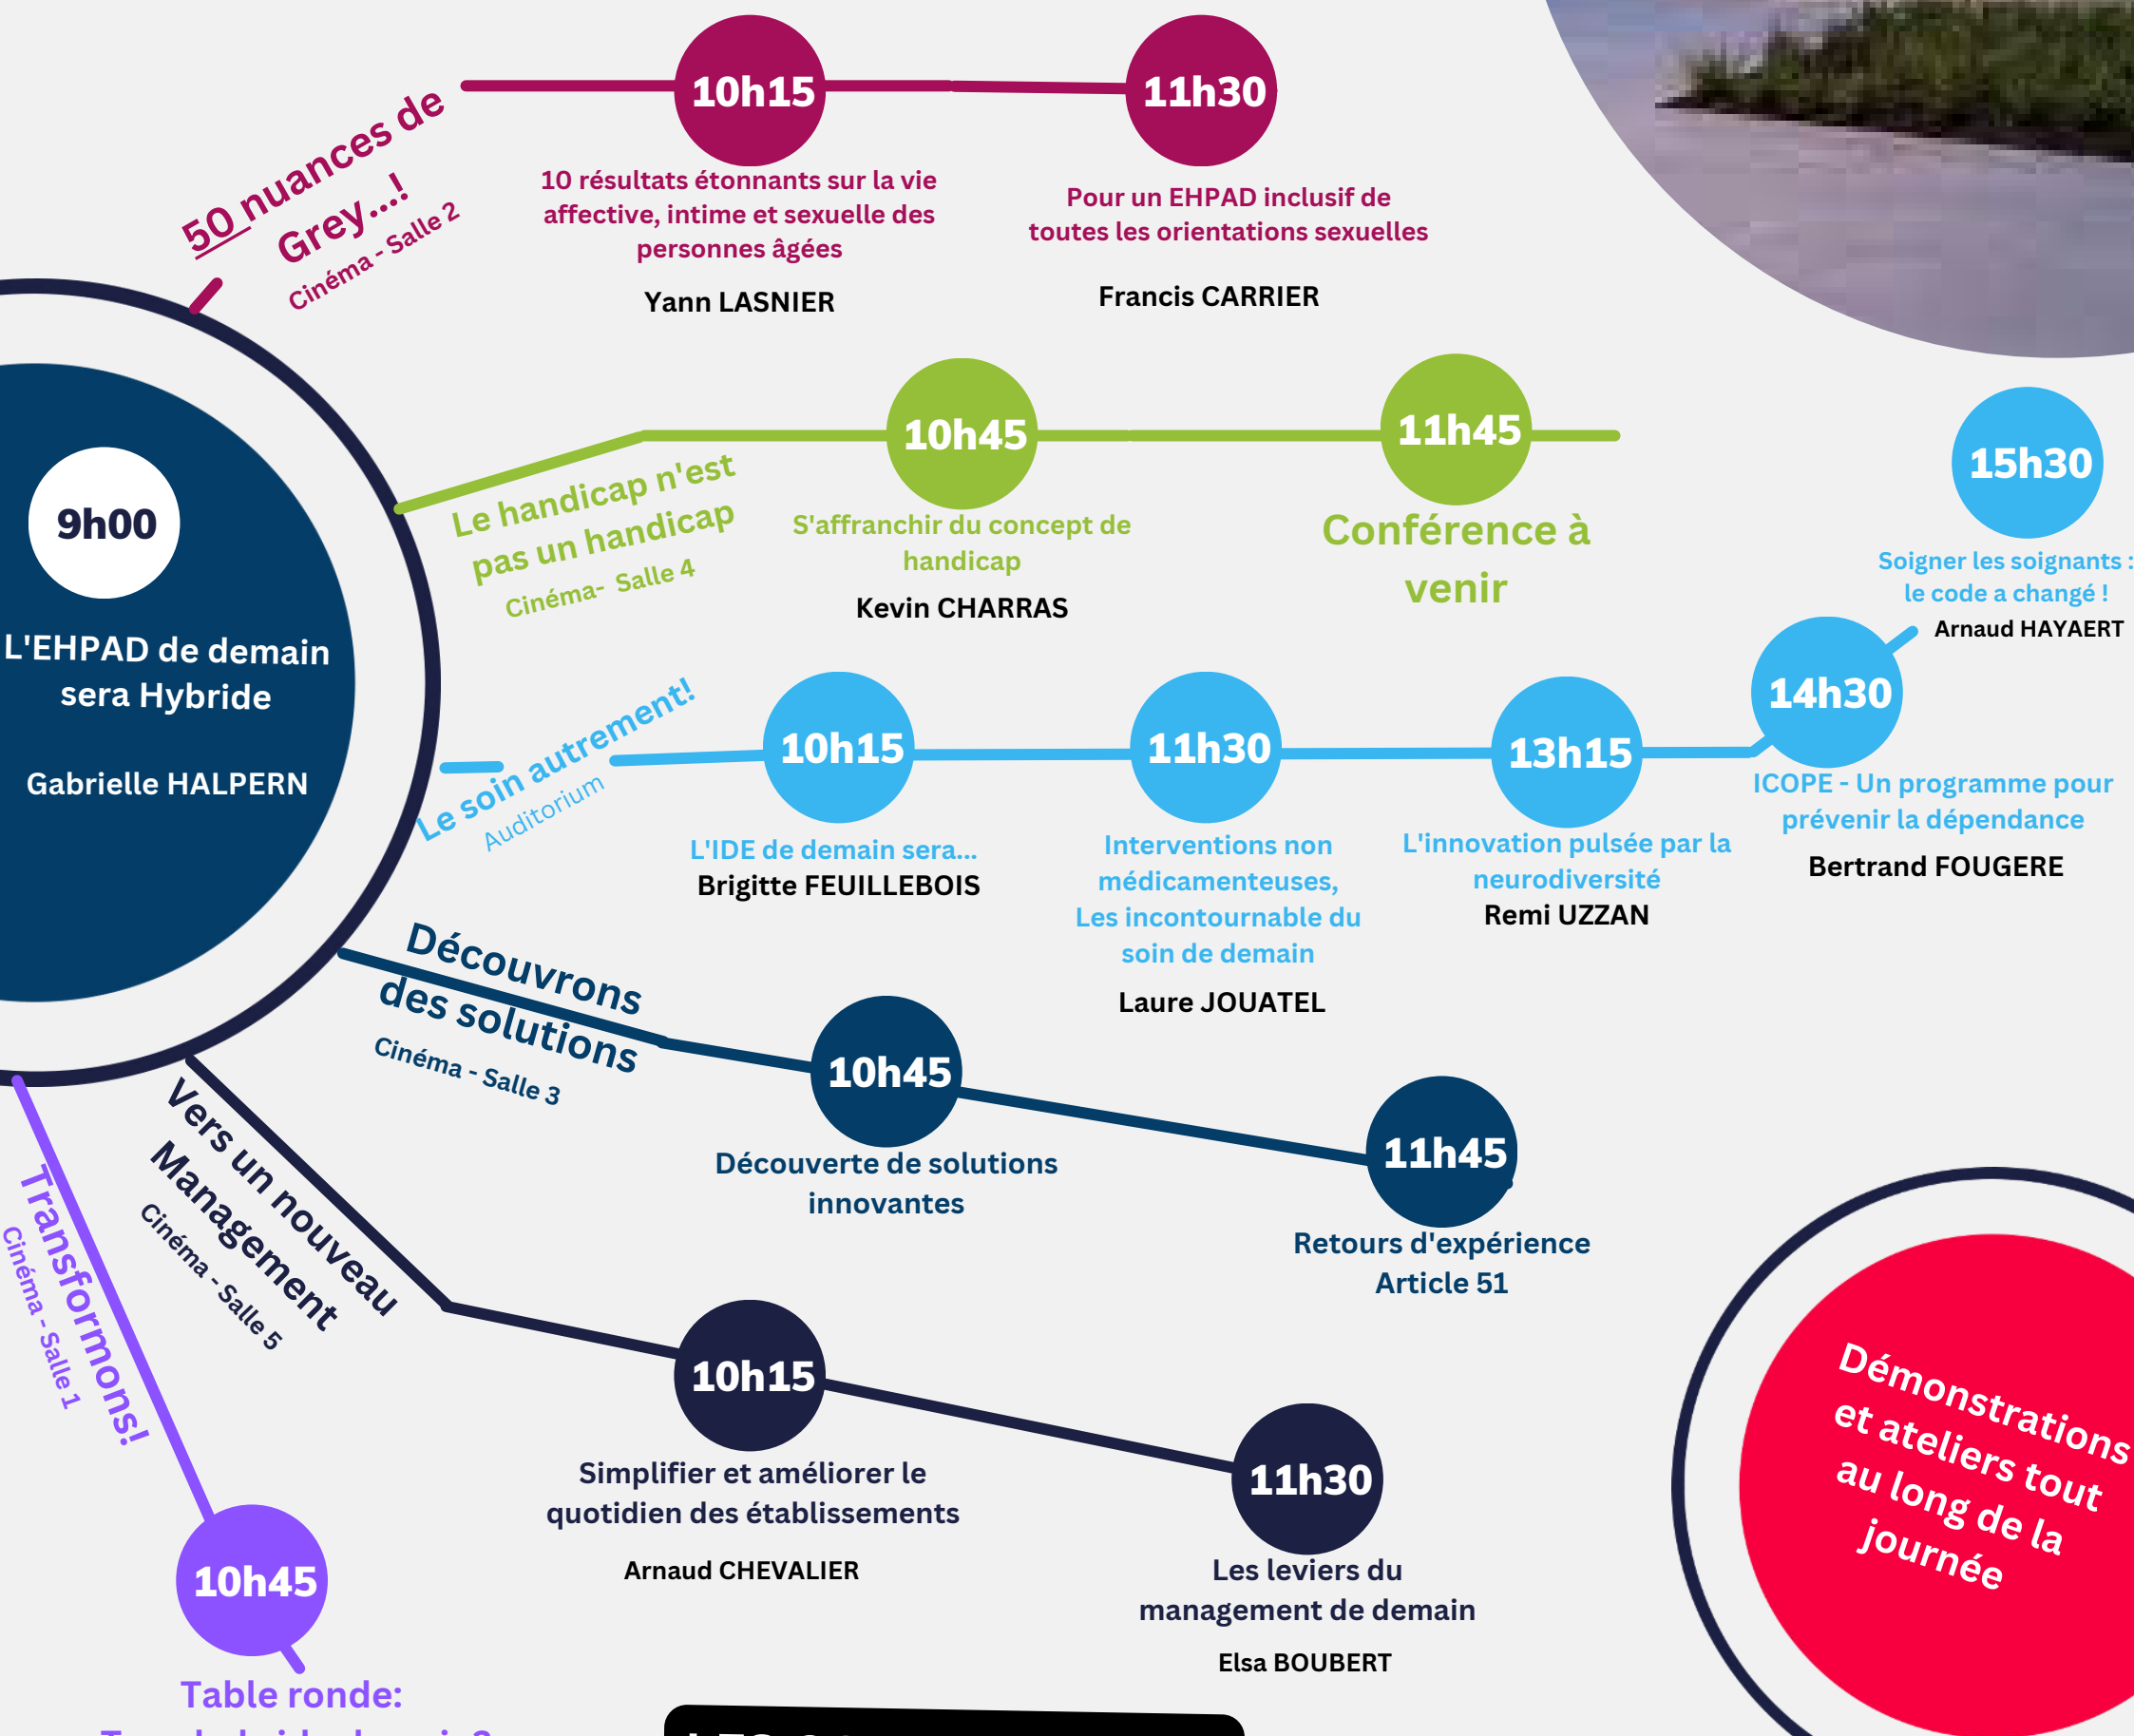 50 nuances de
Grey...!
Cinéma - Salle 2
10h15
10 résultats étonnants sur la vie
affective, intime et sexuelle des
personnes âgées
Yann LASNIER
11h30
Pour un EHPAD inclusif de
toutes les orientations sexuelles
Francis CARRIER
9h00
L'EHPAD de demain
sera Hybride
Gabrielle HALPERN
Le handicap n'est
pas un handicap
Cinéma- Salle 4
10h45
S'affranchir du concept de
handicap
Kevin CHARRAS
11h45
Conférence à
venir
Le soin autrement!
Auditorium
10h15
L'IDE de demain sera...
Brigitte FEUILLEBOIS
11h30
Interventions non
médicamenteuses,
Les incontournable du
soin de demain
Laure JOUATEL
13h15
L'innovation pulsée par la
neurodiversité
Remi UZZAN
14h30
ICOPE - Un programme pour
prévenir la dépendance
Bertrand FOUGERE
15h30
Soigner les soignants :
le code a changé !
Arnaud HAYAERT
Découvrons
des solutions
Cinéma - Salle 3
10h45
Découverte de solutions
innovantes
11h45
Retours d'expérience
Article 51
Vers un nouveau
Management
Cinéma - Salle 5
10h15
Simplifier et améliorer le
quotidien des établissements
Arnaud CHEVALIER
11h30
Les leviers du
management de demain
Elsa BOUBERT
Transformons!
Cinéma - Salle 1
10h45
Table ronde:
Démonstrations
et ateliers tout
au long de la
journée